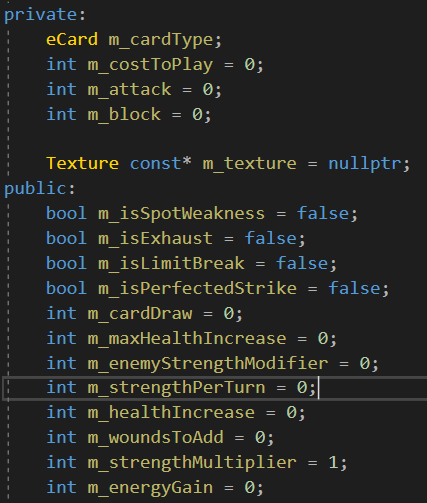 private:
eCard m_cardType;
int m_costToPlay = 0;
int m_attack = 0;
int m_block = 0;
Texture const* m_texture = nullptr;
public:
bool m_isSpotWeakness = false;
bool m_isExhaust = false;
bool m_isLimitBreak = false;
bool m_isPerfectedStrike = false;
int m_cardDraw = 0;
int m_maxHealthIncrease = 0;
int m_enemyStrengthModifier = 0;
int m_strengthPerTurn = 0;
int m_healthIncrease = 0;
int m_woundsToAdd = 0;
int m_strengthMultiplier = 1;
int m_energyGain = 0;